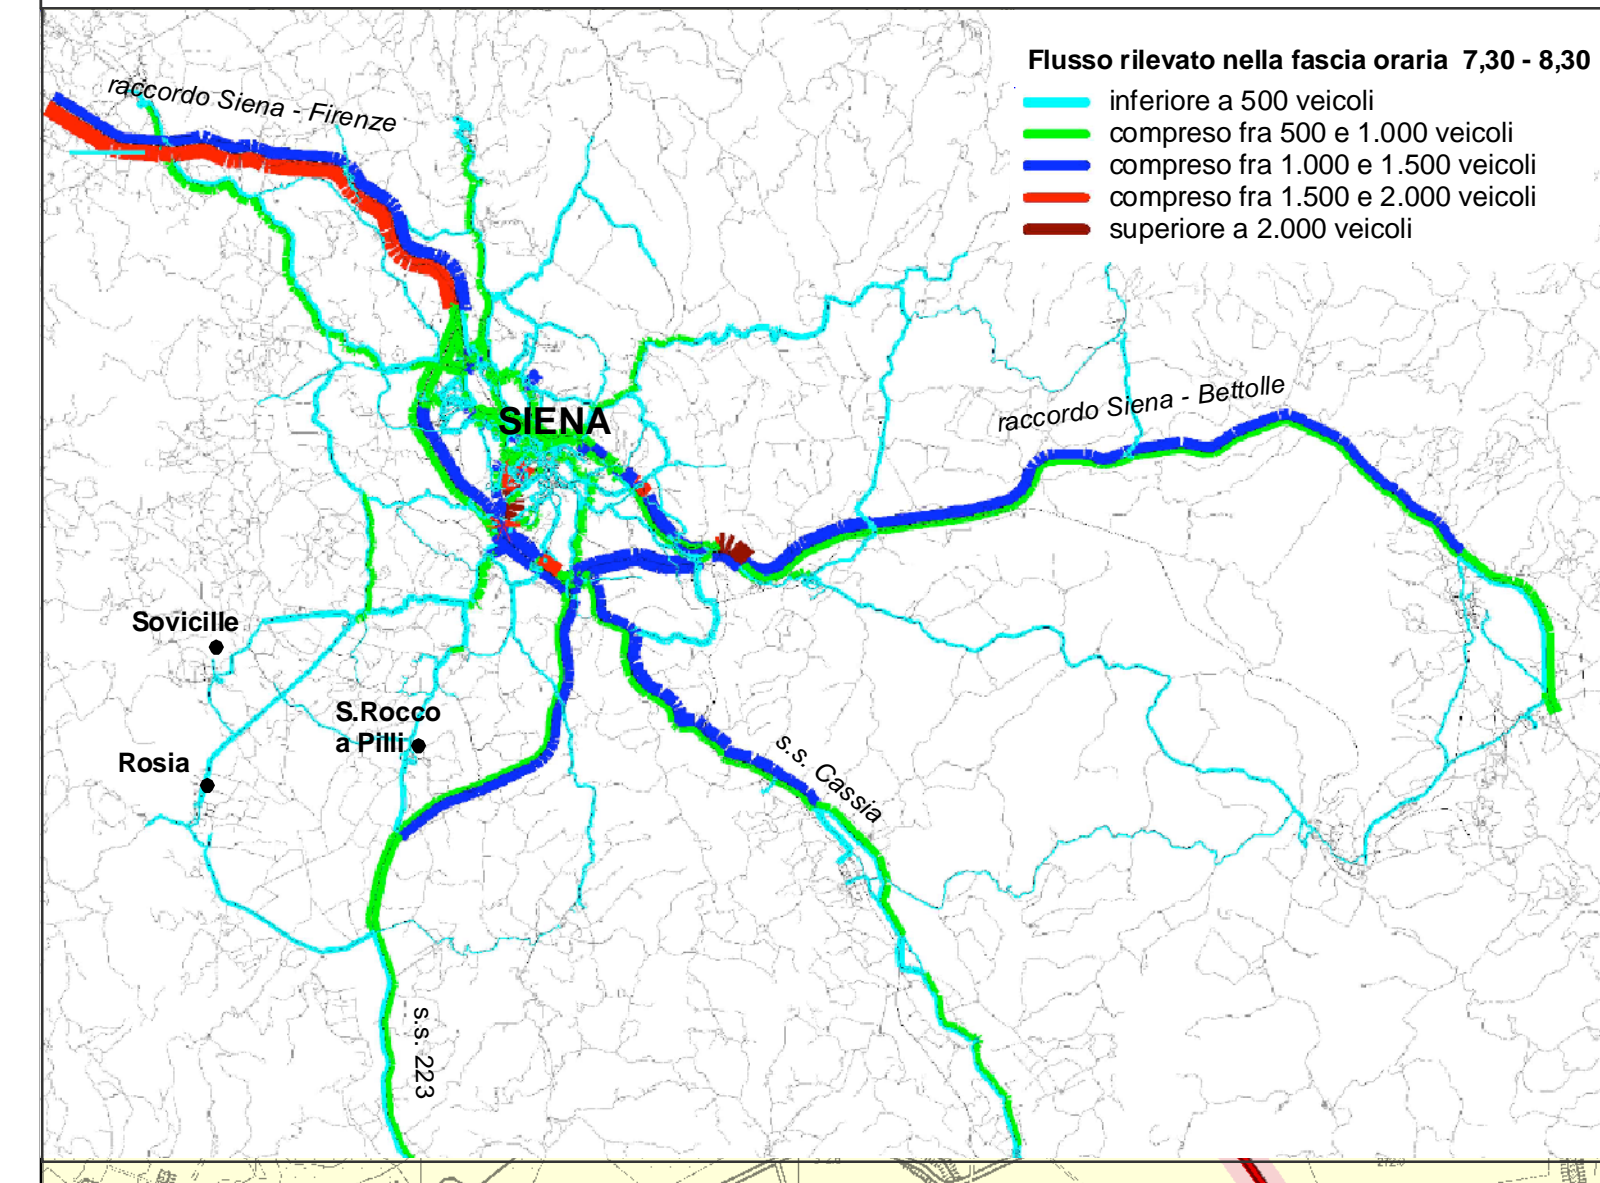 Flusso rilevato nella fascia oraria 7,30 - 8,30
inferiore a 500 veicoli
compreso fra 500 e 1.000 veicoli
compreso fra 1.000 e 1.500 veicoli
compreso fra 1.500 e 2.000 veicoli
superiore a 2.000 veicoli
raccordo Siena - Firenze
raccordo Siena - Bettolle
SIENA
Sovicille
S.Rocco
a Pilli
Rosia
s.s. Cassia
s.s. 223